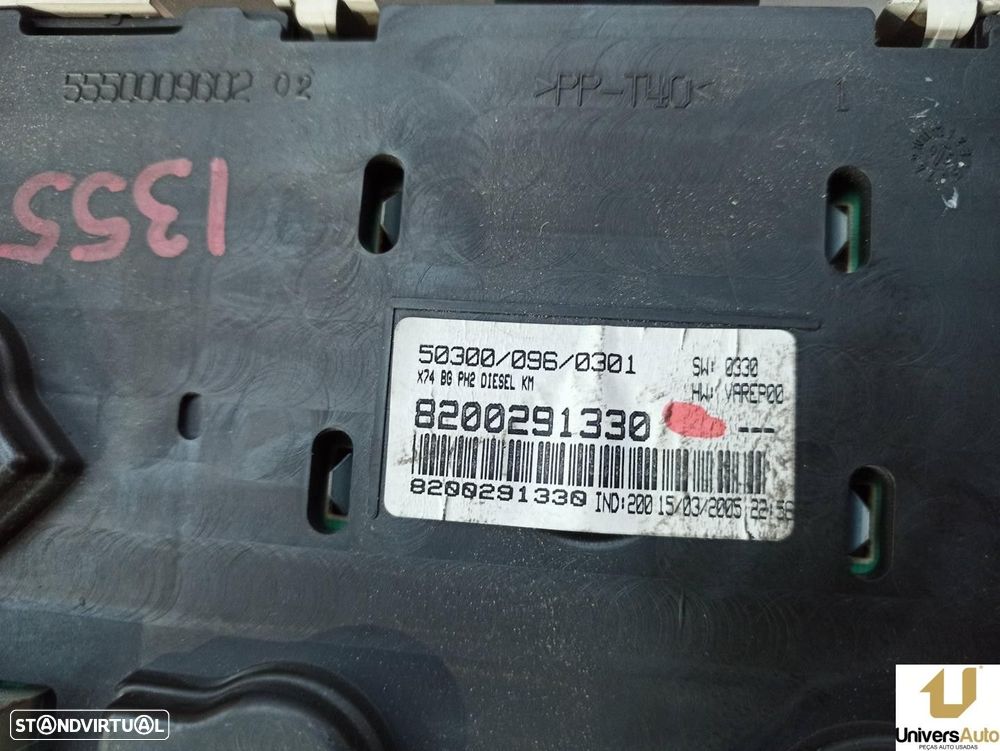 5550009602 02
>PP-T40<
1
1355
50300/096/0301
SW: 0330
X74 BG PH2 DIESEL KM
HW: VAREP00
8200291330
---
8200291330 IND:200 15/03/2005 22:56
STANDVIRTUAL
UniversAuto
PEÇAS AUTO USADAS